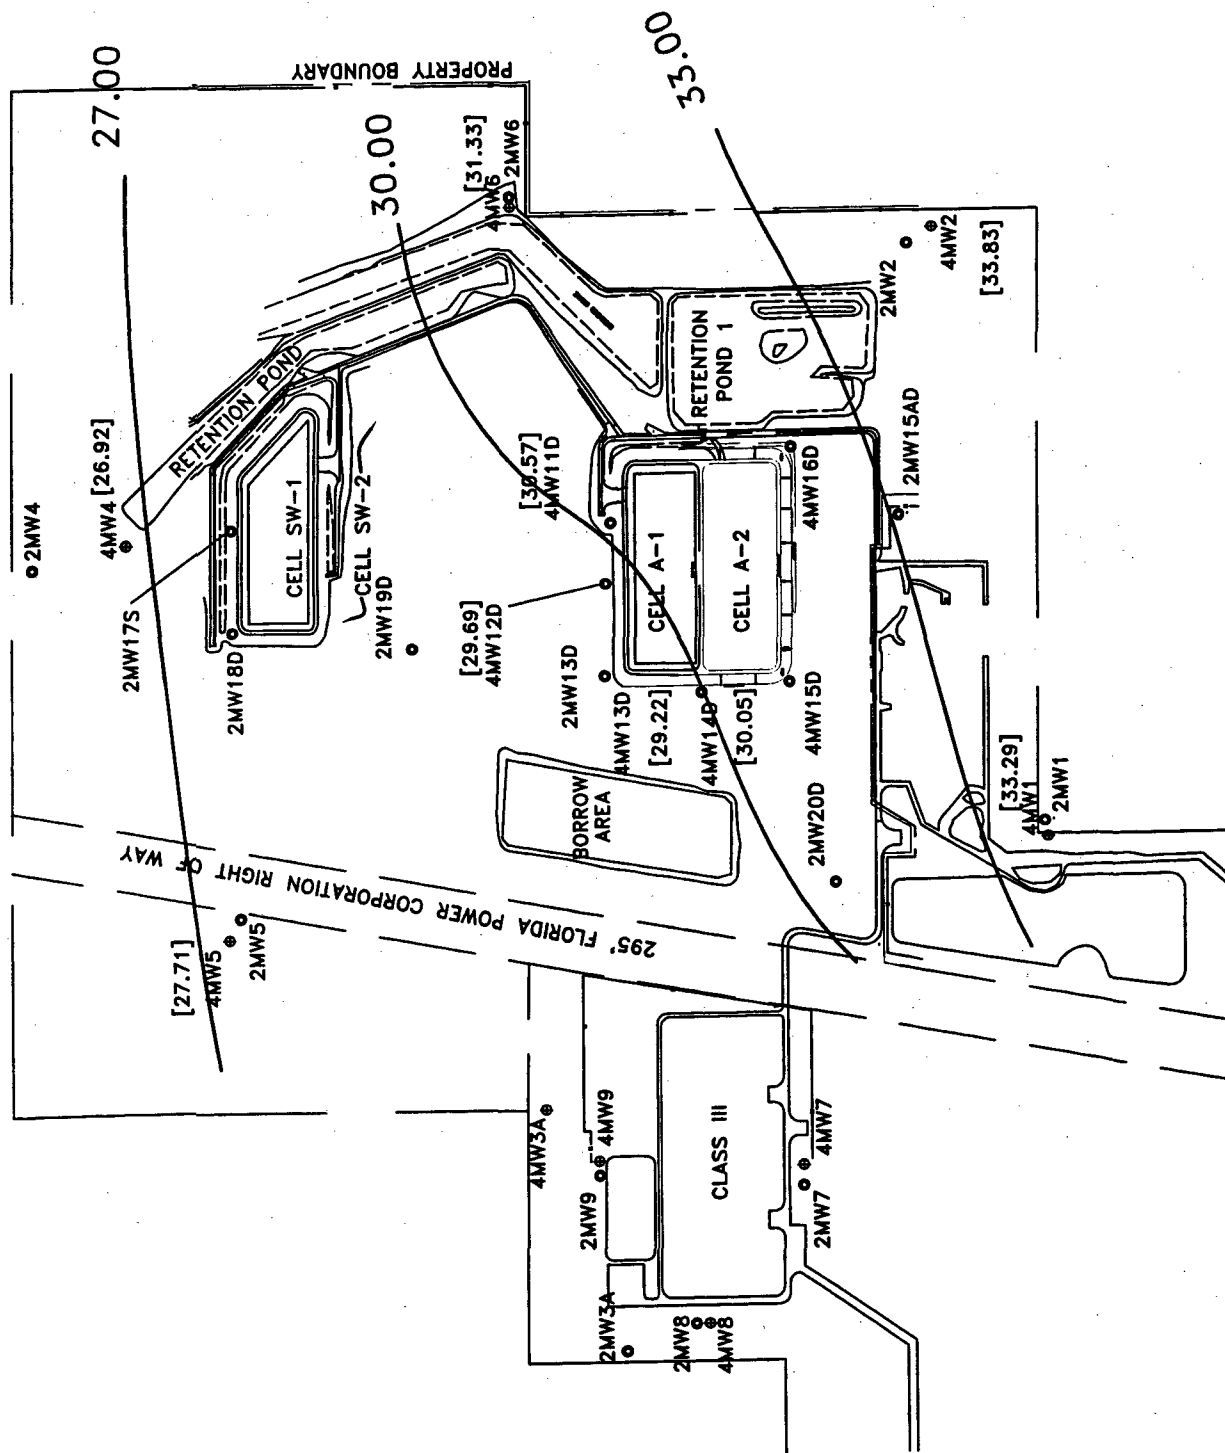 27.00
30.00
33.00
PROPERTY BOUNDARY
[31.33]
4MW6
2MW6
2MW4
4MW4 [26.92]
RETENTION POND
CELL SW-1
CELL SW-2
2MW17S
2MW18D
2MW19D
4MW11D
[29.69]
4MW12D
2MW13D
4MW13D
[29.22]
4MW14D
[30.05]
4MW15D
4MW16D
CELL A-1
CELL A-2
RETENTION
POND 1
2MW2
4MW2
[33.83]
2MW15AD
2MW20D
[33.29]
4MW1
2MW1
BORROW
AREA
295' FLORIDA POWER CORPORATION RIGHT OF WAY
[27.71]
4MW5
2MW5
4MW3A
4MW9
2MW9
2MW3A
CLASS III
4MW7
2MW7
2MW8
4MW8